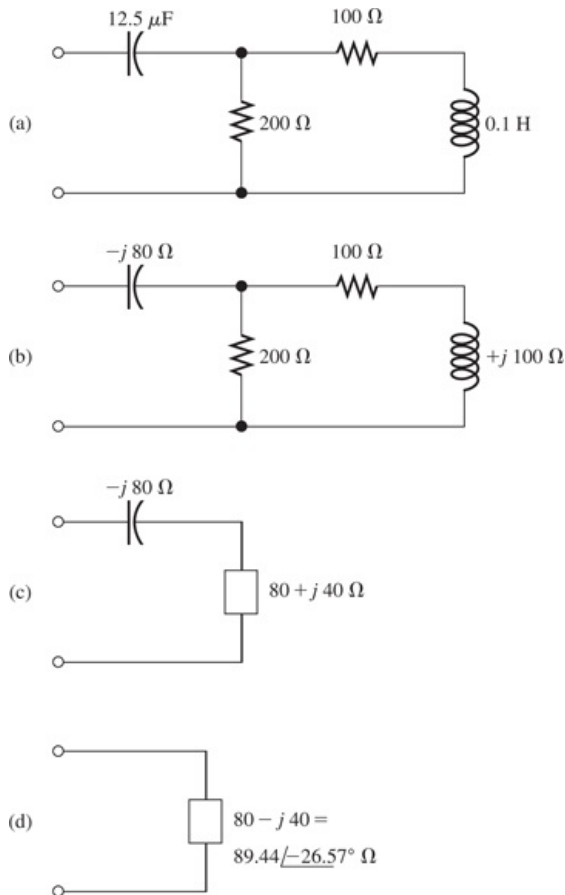 12.5 μF
100 Ω
(a)
200 Ω
0.1 H
−j 80 Ω
100 Ω
(b)
200 Ω
+j 100 Ω
−j 80 Ω
(c)
80 + j 40 Ω
(d)
80 − j 40 =
89.44/−26.57° Ω